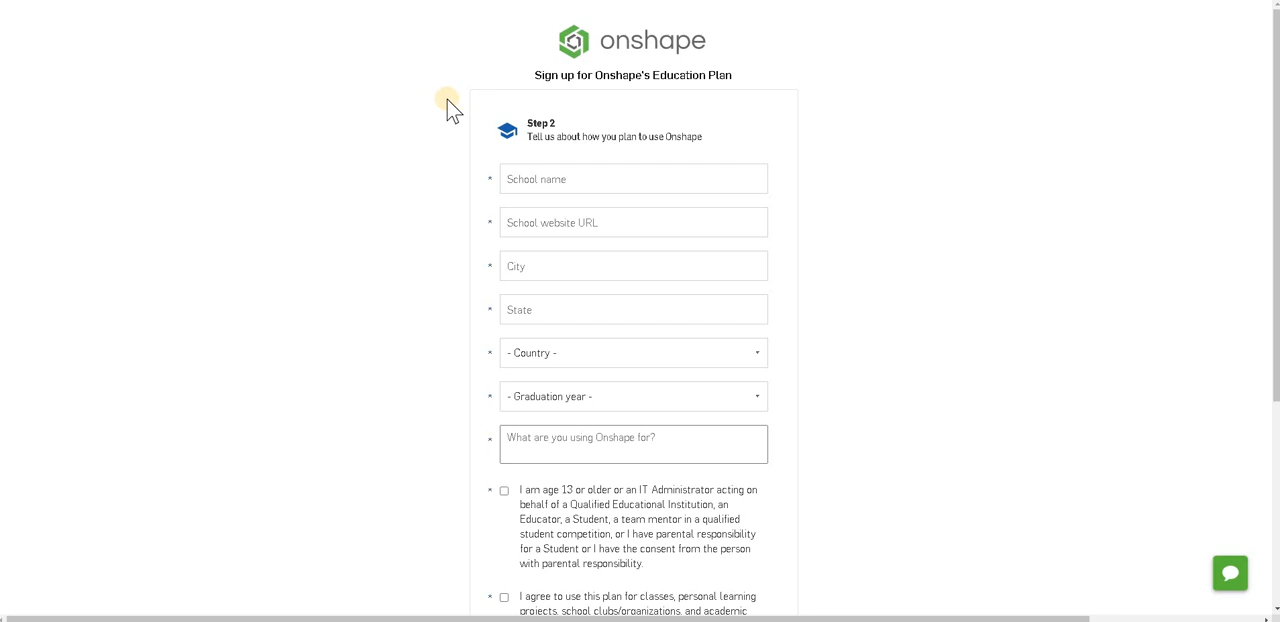 onshape
Sign up for Onshape's Education Plan
Step 2
Tell us about how you plan to use Onshape
* School name
* School website URL
* City
* State
* - Country -
* - Graduation year -
* What are you using Onshape for?
* I am age 13 or older or an IT Administrator acting on
behalf of a Qualified Educational Institution, an
Educator, a Student, a team mentor in a qualified
student competition, or I have parental responsibility
for a Student or I have the consent from the person
with parental responsibility.
* I agree to use this plan for classes, personal learning
projects, school clubs/organizations, and academic